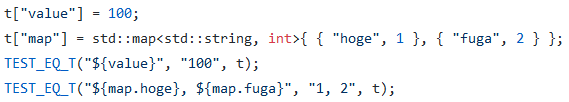 t["value"] = 100;
t["map"] = std::map<std::string, int>{ { "hoge", 1 }, { "fuga", 2 } };
TEST_EQ_T("${value}", "100", t);
TEST_EQ_T("${map.hoge}, ${map.fuga}", "1, 2", t);